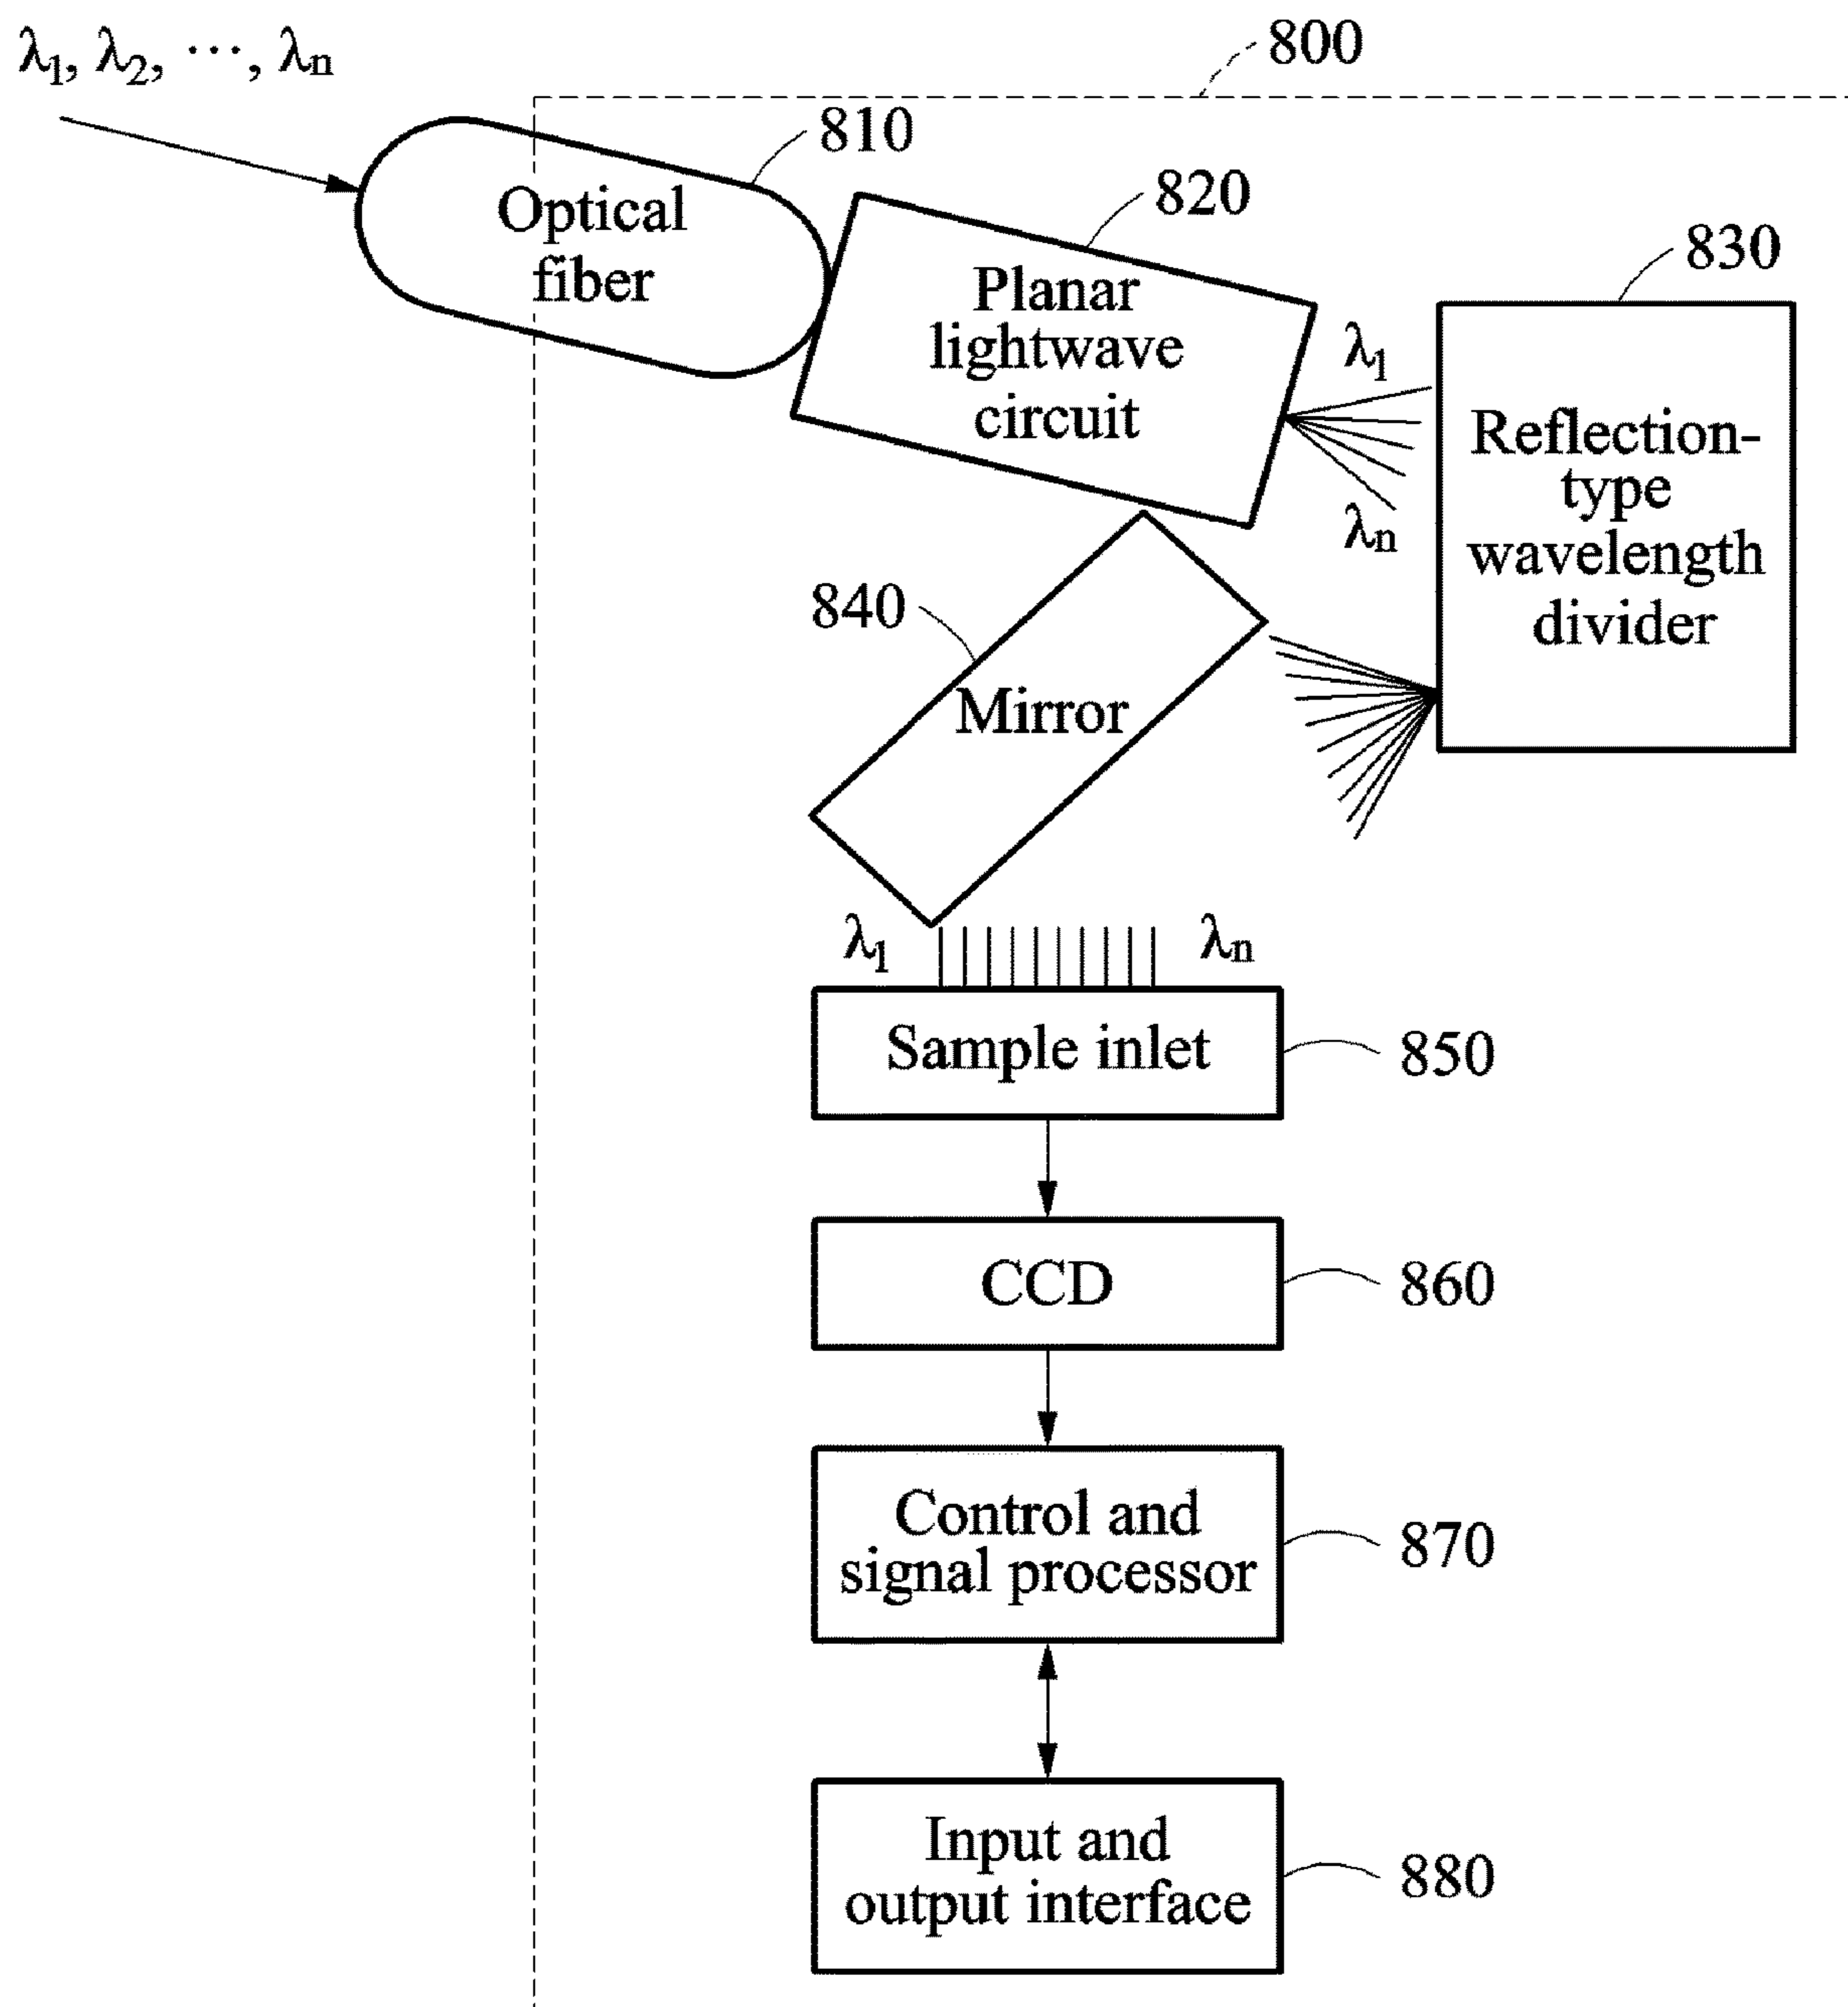 λ1, λ2, ⋯, λn
800
810
Optical
fiber
820
Planar
lightwave
circuit
830
λ1
Reflection-
type
wavelength
divider
λn
840
Mirror
λ1
λn
Sample inlet
850
CCD
860
Control and
signal processor
870
Input and
output interface
880